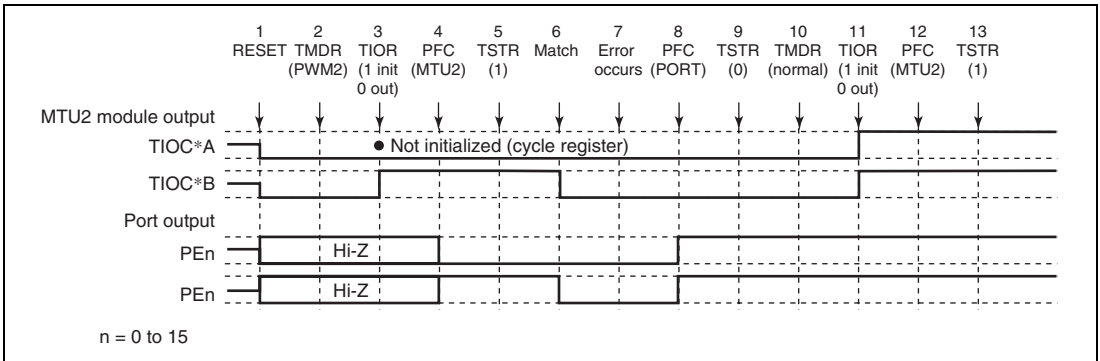 1 2 3 4 5 6 7 8 9 10 11 12 13
RESET TMDR TIOR PFC TSTR Match Error PFC TSTR TMDR TIOR PFC TSTR
(PWM2) (1 init (MTU2) (1) occurs (PORT) (0) (normal) (1 init (MTU2) (1)
0 out) 0 out)
MTU2 module output
TIOC*A
• Not initialized (cycle register)
TIOC*B
Port output
PEn Hi-Z
PEn Hi-Z
n = 0 to 15